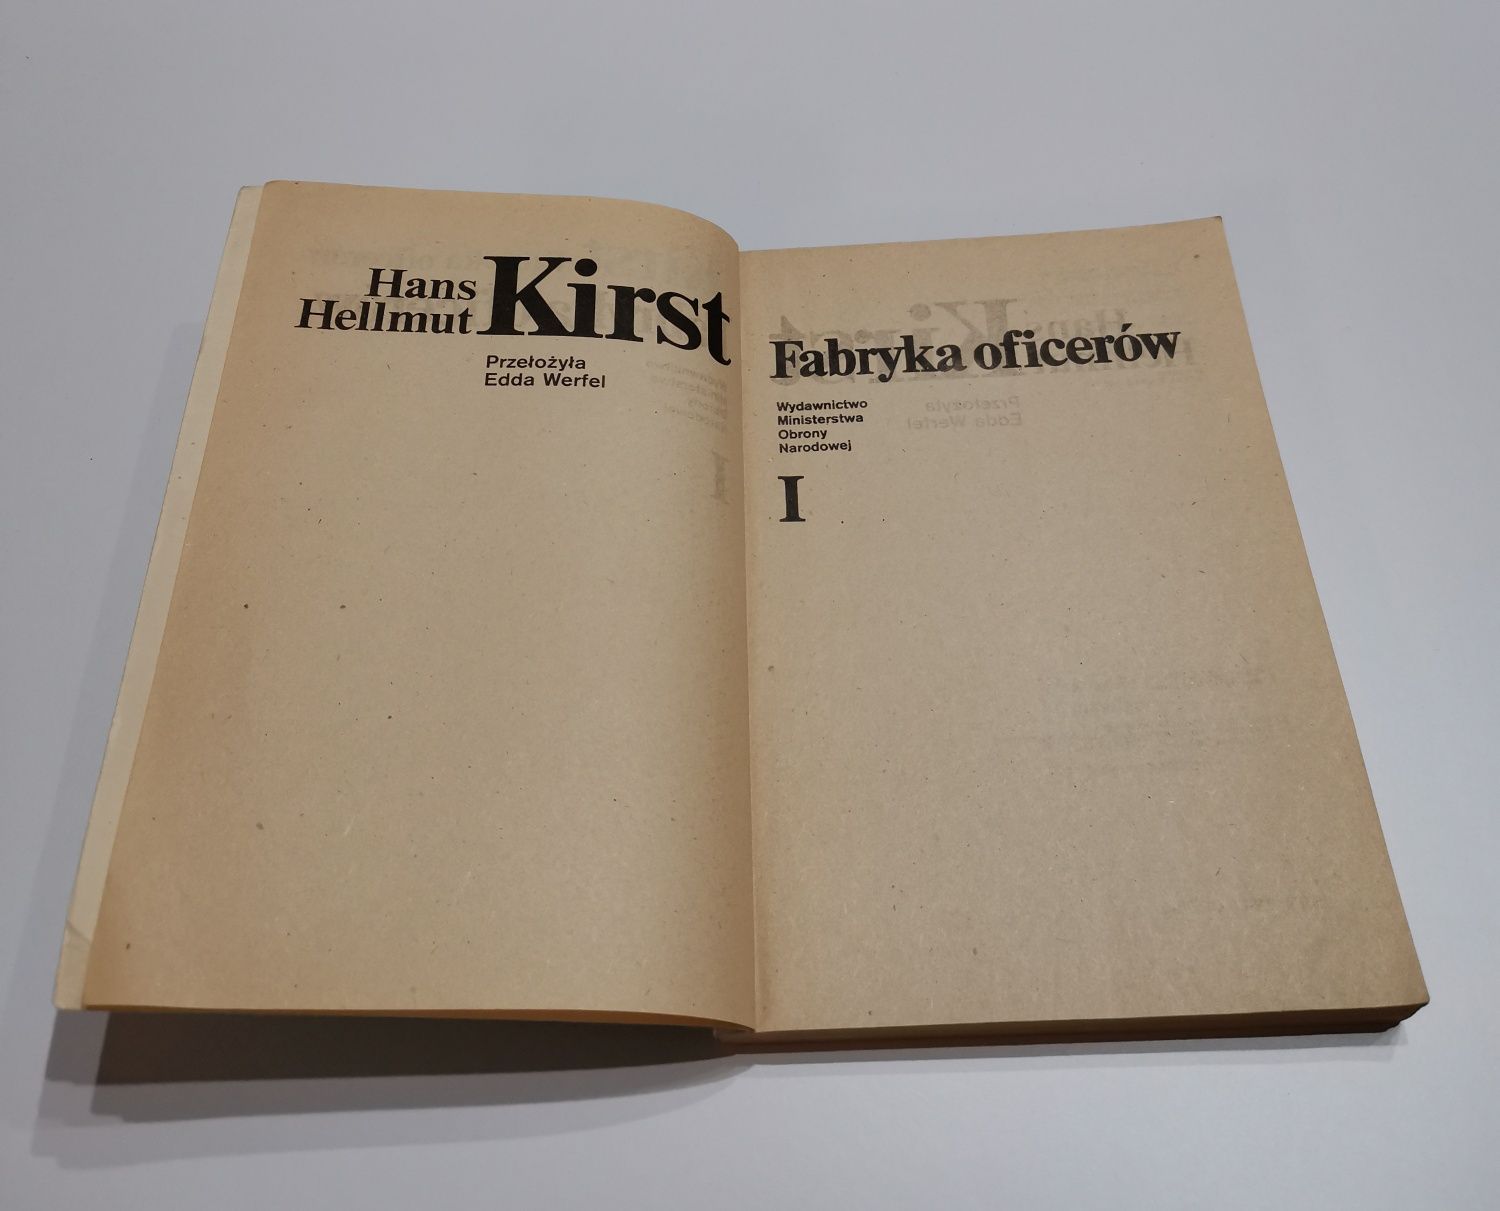 Hans
Hellmut
Kirst
Przełożyła
Edda Werfel
Fabryka oficerów
Wydawnictwo
Ministerstwa
Obrony
Narodowej
I